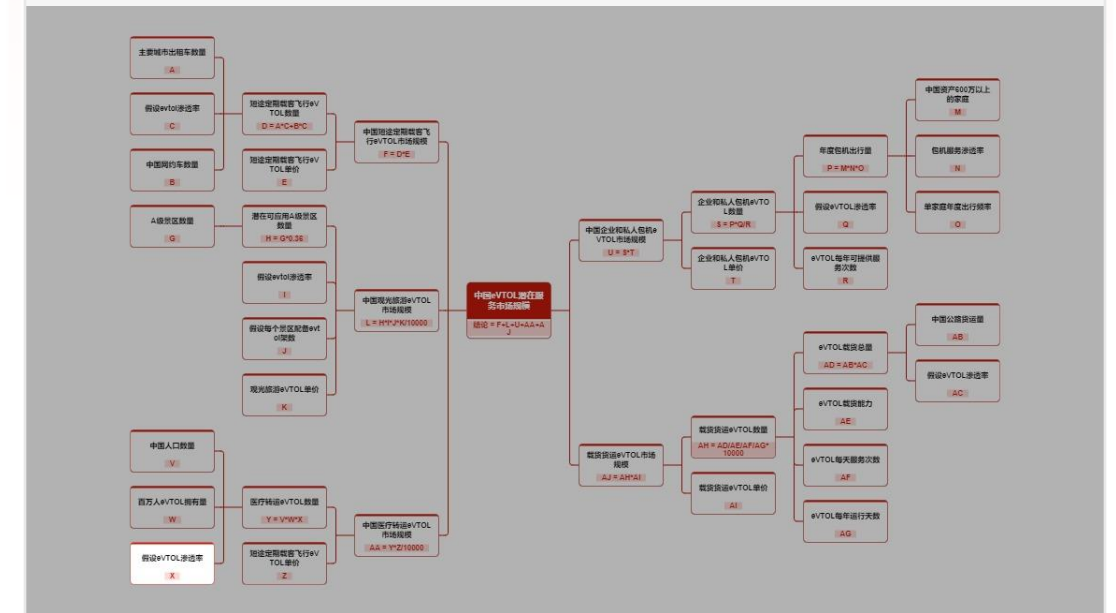 主要城市出租车数量
A
假设evtol渗透率
C
中国网约车数量
B
短途定期载客飞行eV
TOL数量
D = A*C+B*C
短途定期载客飞行eV
TOL单价
E
中国短途定期载客飞
行eVTOL市场规模
F = D*E
A级景区数量
G
潜在可应用A级景区
数量
H = G*0.36
假设evtol渗透率
I
假设每个景区配备evt
ol架数
J
观光旅游eVTOL单价
K
中国观光旅游eVTOL
市场规模
L = H*I*J*K/10000
中国人口数量
V
百万人eVTOL拥有量
W
假设eVTOL渗透率
X
医疗转运eVTOL数量
Y = V*W*X
短途定期载客飞行eV
TOL单价
Z
中国医疗转运eVTOL
市场规模
AA = Y*Z/10000
中国eVTOL潜在服
务市场规模
结论 = F+L+U+AA+A
J
中国企业和私人包机e
VTOL市场规模
U = S*T
企业和私人包机eVTO
L数量
S = P*Q/R
企业和私人包机eVTO
L单价
T
年度包机出行量
P = M*N*O
假设eVTOL渗透率
Q
eVTOL每年可提供服
务次数
R
中国资产600万以上
的家庭
M
包机服务渗透率
N
单家庭年度出行频率
O
载货货运eVTOL市场
规模
AJ = AH*AI
载货货运eVTOL数量
AH = AD/AE/AF/AG*
10000
载货货运eVTOL单价
AI
eVTOL载货总量
AD = AB*AC
eVTOL载货能力
AE
eVTOL每天服务次数
AF
eVTOL每年运行天数
AG
中国公路货运量
AB
假设eVTOL渗透率
AC